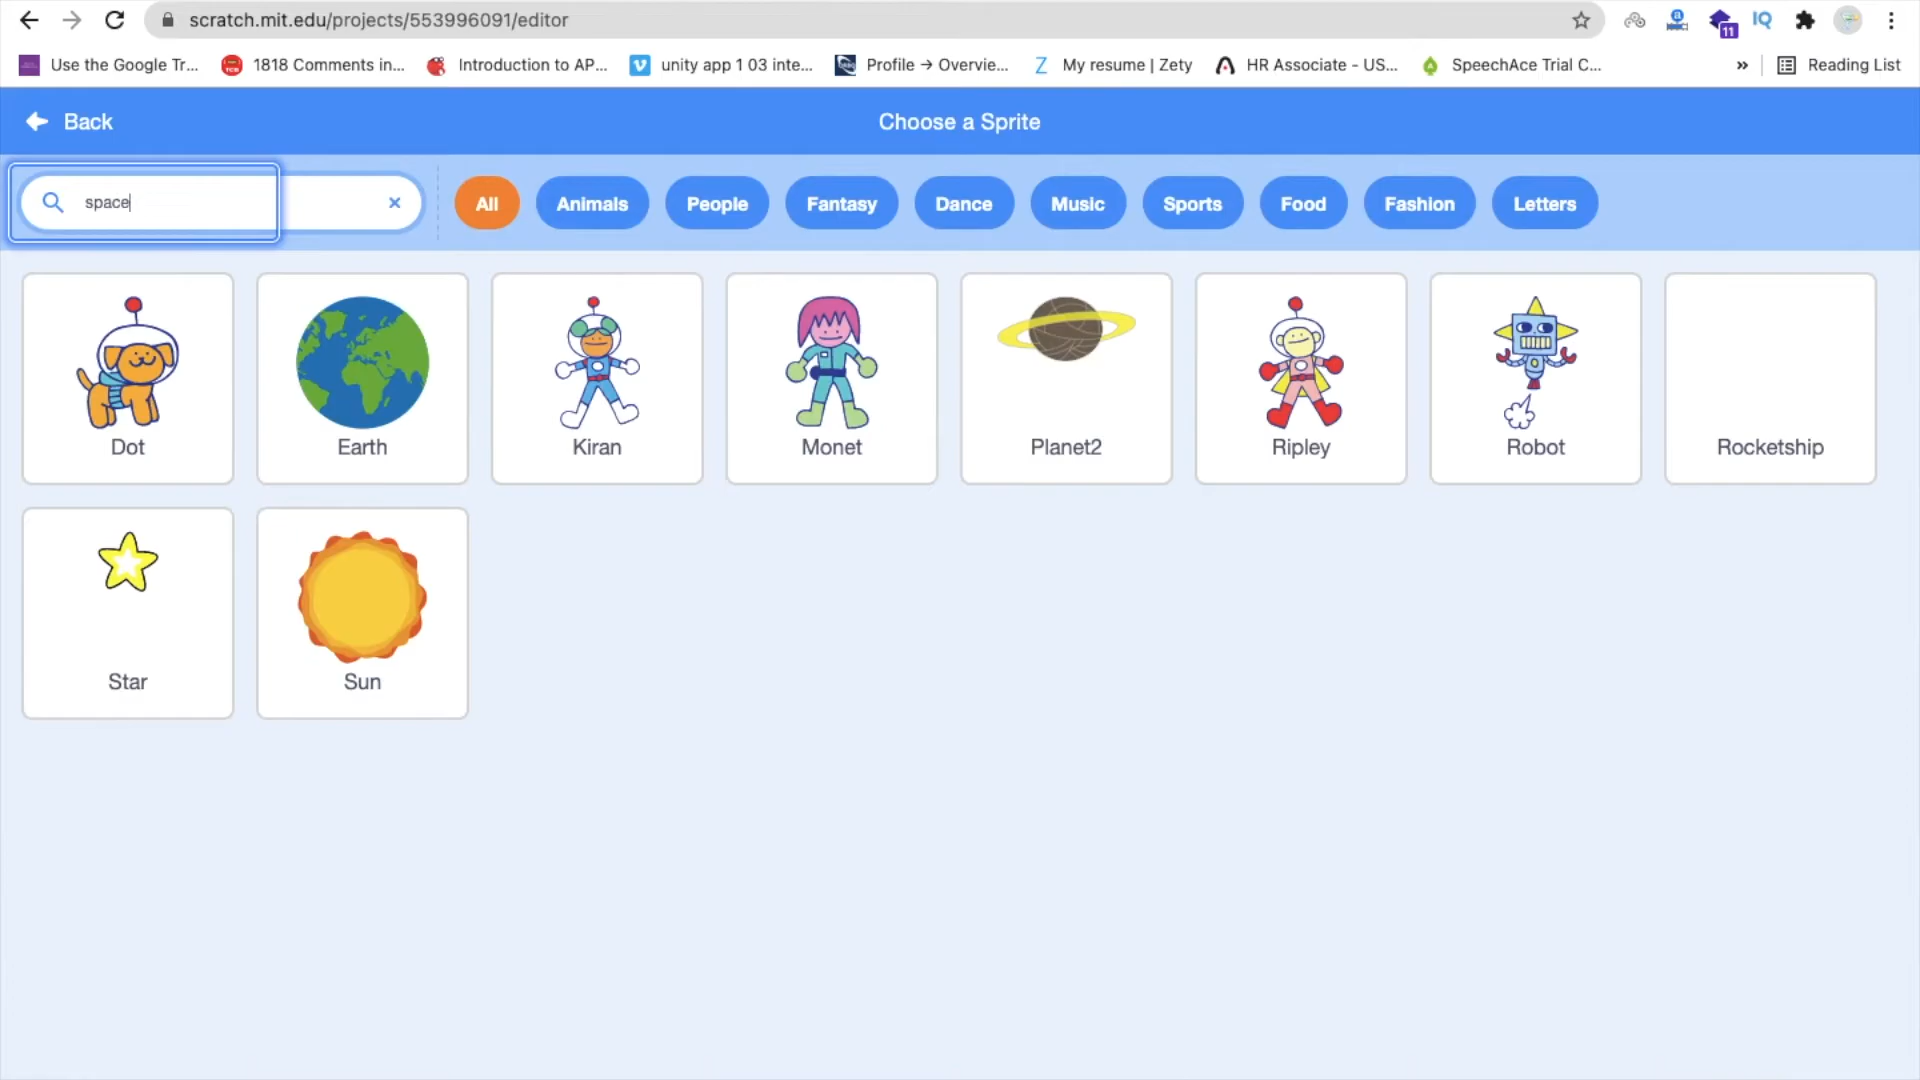 scratch.mit.edu/projects/553996091/editor
11
IQ
Use the Google Tr...
1818 Comments in...
Introduction to AP...
unity app 1 03 inte...
Profile → Overvie...
Z
My resume | Zety
HR Associate - US...
SpeechAce Trial C...
»
Reading List
Back
Choose a Sprite
space
All
Animals
People
Fantasy
Dance
Music
Sports
Food
Fashion
Letters
Dot
Earth
Kiran
Monet
Planet2
Ripley
Robot
Rocketship
Star
Sun